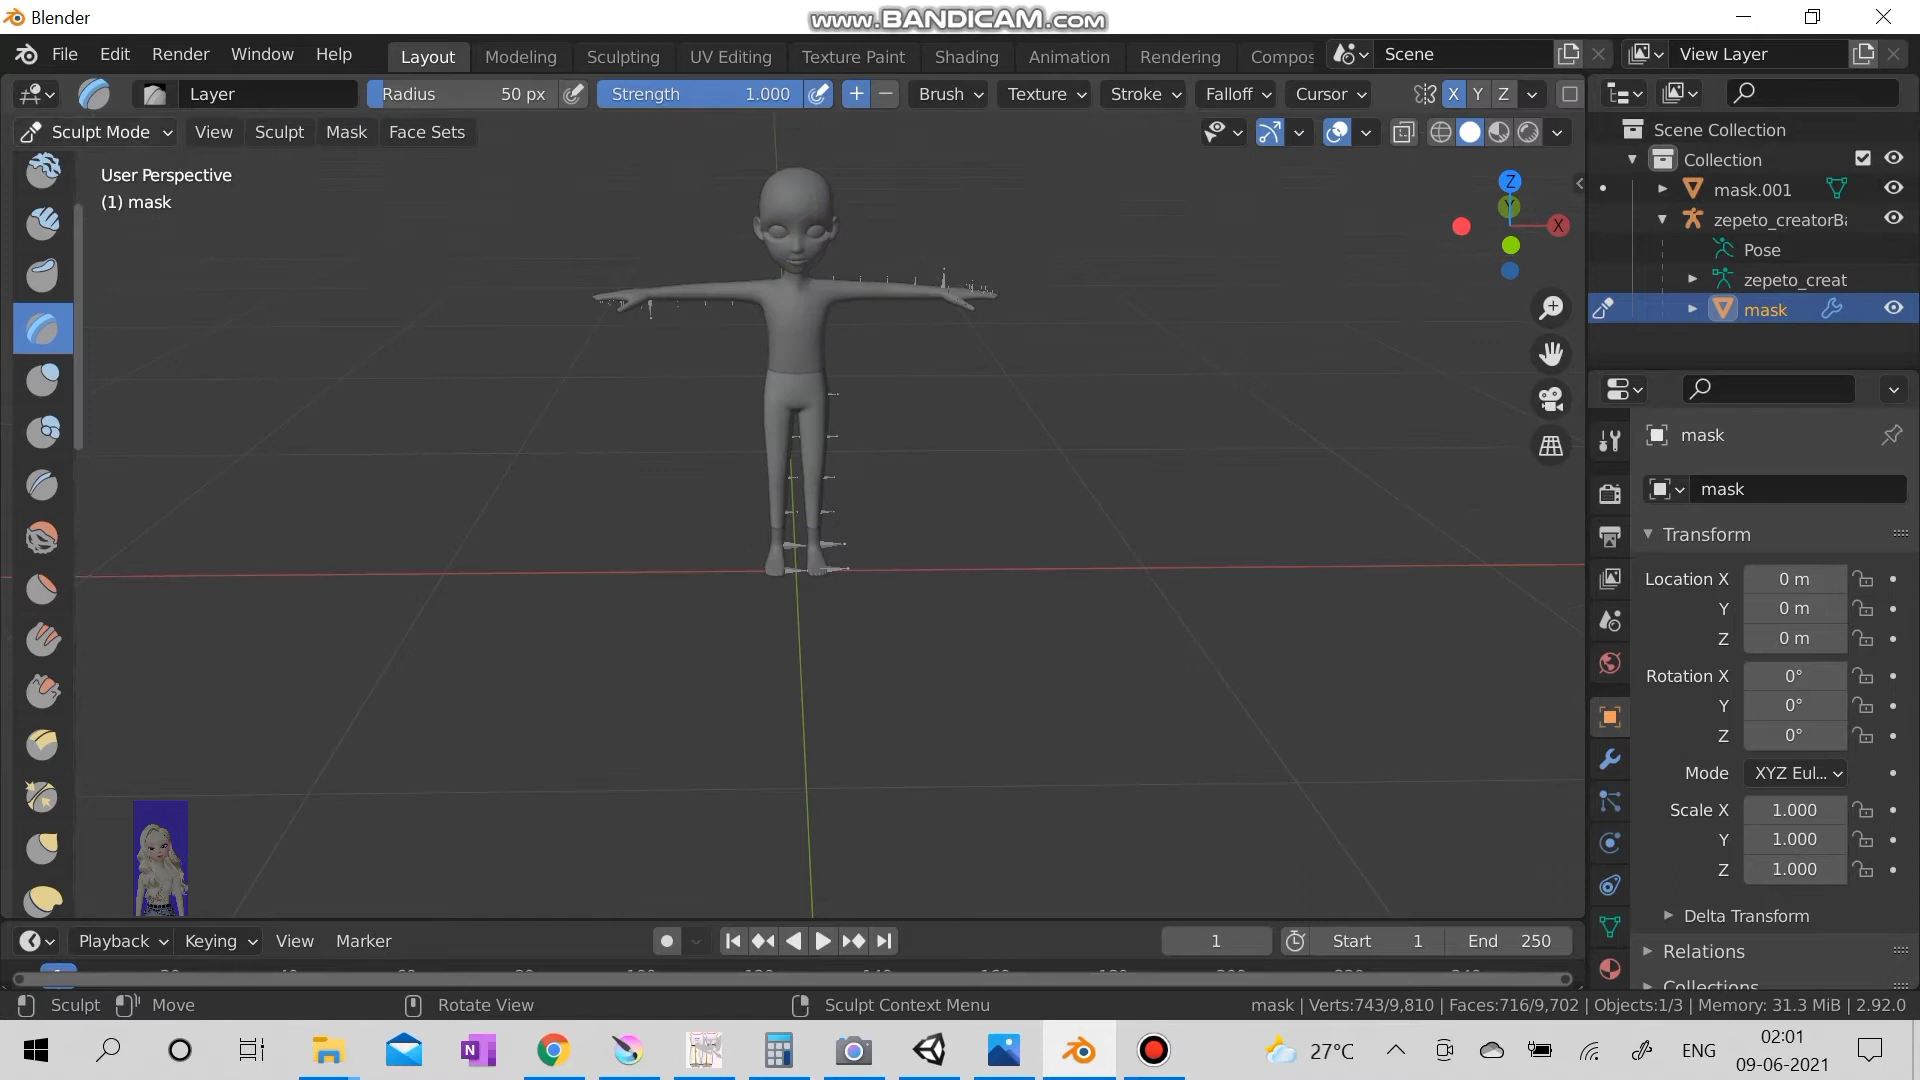 Blender
www.BANDICAM.com
File Edit Render Window Help
Layout Modeling Sculpting UV Editing Texture Paint Shading Animation Rendering Compos
Scene
View Layer
Layer
Radius 50 px
Strength 1.000
Brush Texture Stroke Falloff Cursor
X Y Z
Sculpt Mode View Sculpt Mask Face Sets
User Perspective
(1) mask
Z
Y
X
Scene Collection
Collection
mask.001
zepeto_creatorBa
Pose
zepeto_creat
mask
mask
mask
Transform
Location X 0 m
Y 0 m
Z 0 m
Rotation X 0°
Y 0°
Z 0°
Mode XYZ Eul...
Scale X 1.000
Y 1.000
Z 1.000
Delta Transform
Relations
Collections
Playback Keying View Marker
1 Start 1 End 250
Sculpt Move Rotate View Sculpt Context Menu
mask | Verts:743/9,810 | Faces:716/9,702 | Objects:1/3 | Memory: 31.3 MiB | 2.92.0
27°C
ENG
02:01
09-06-2021